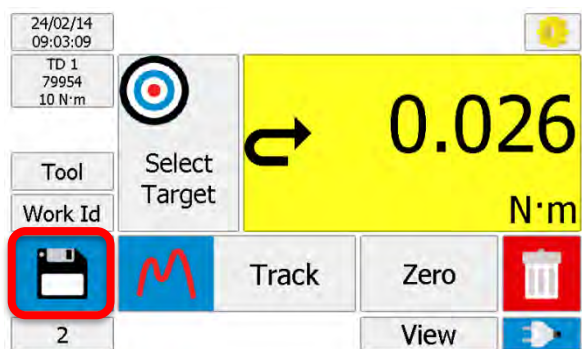 24/02/14
09:03:09
TD 1
79954
10 N·m
Tool
Work Id
Select
Target
0.026
N·m
Track
Zero
2
View